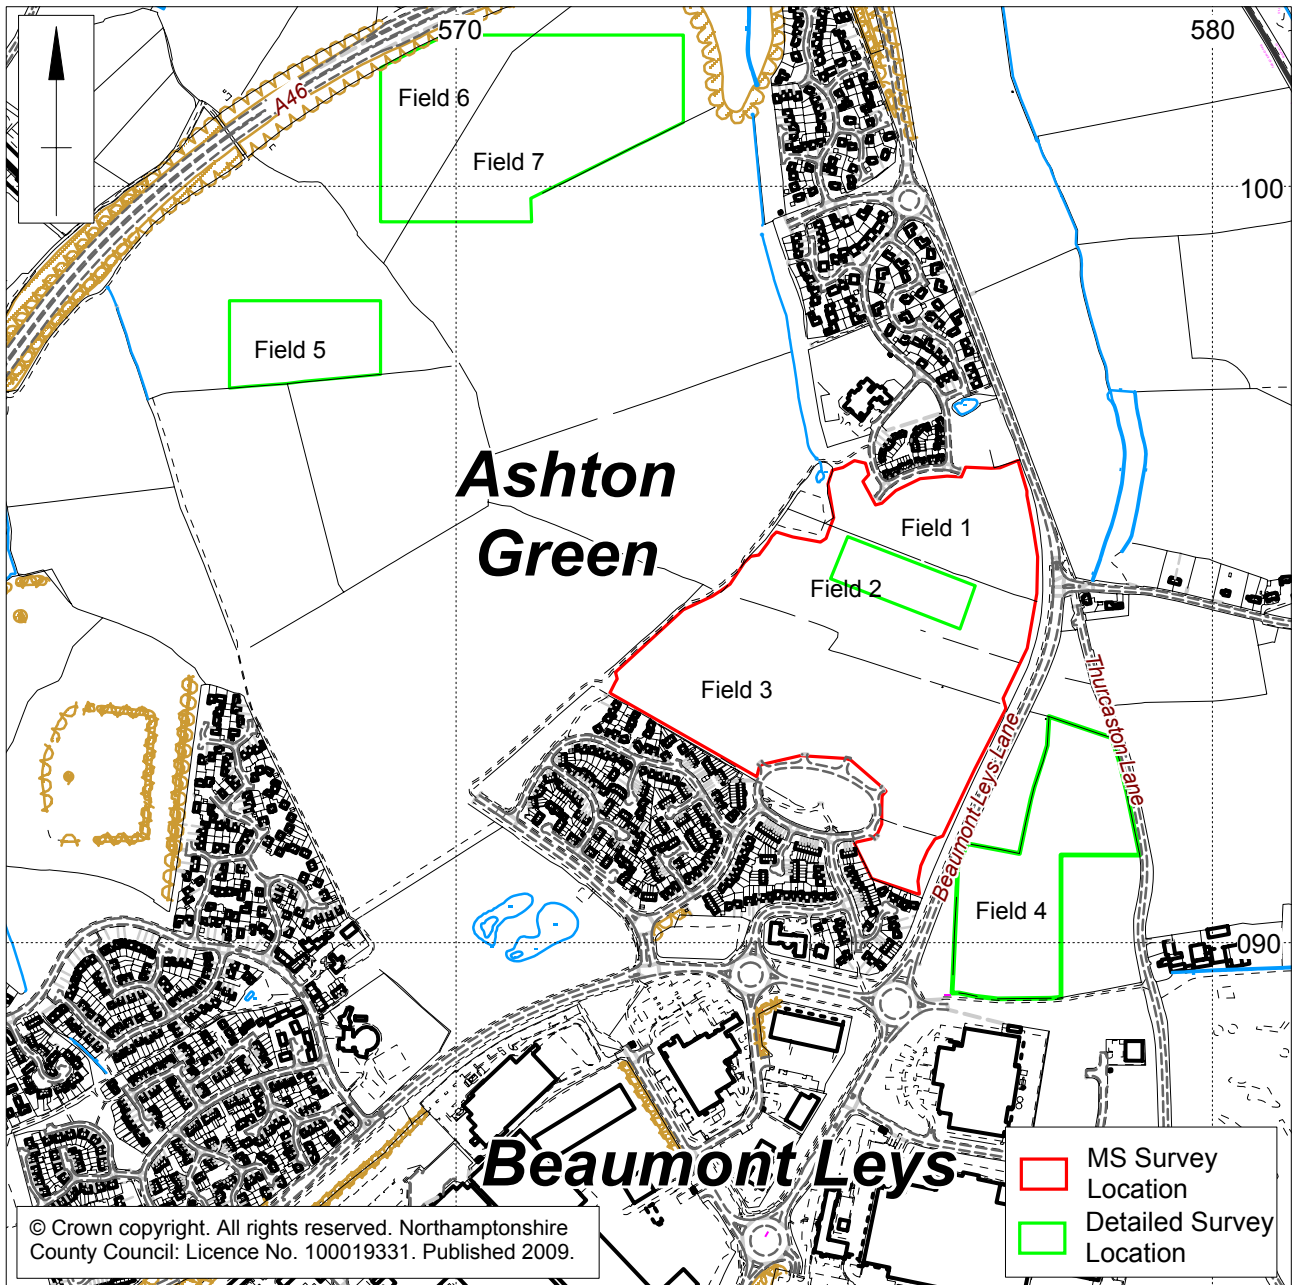 570
580
A46
Field 6
Field 7
100
Field 5
Ashton
Green
Field 1
Field 2
Field 3
Thurcaston Lane
Beaumont Leys Lane
Field 4
090
Beaumont Leys
MS Survey
Location
Detailed Survey
Location
© Crown copyright. All rights reserved. Northamptonshire
County Council: Licence No. 100019331. Published 2009.